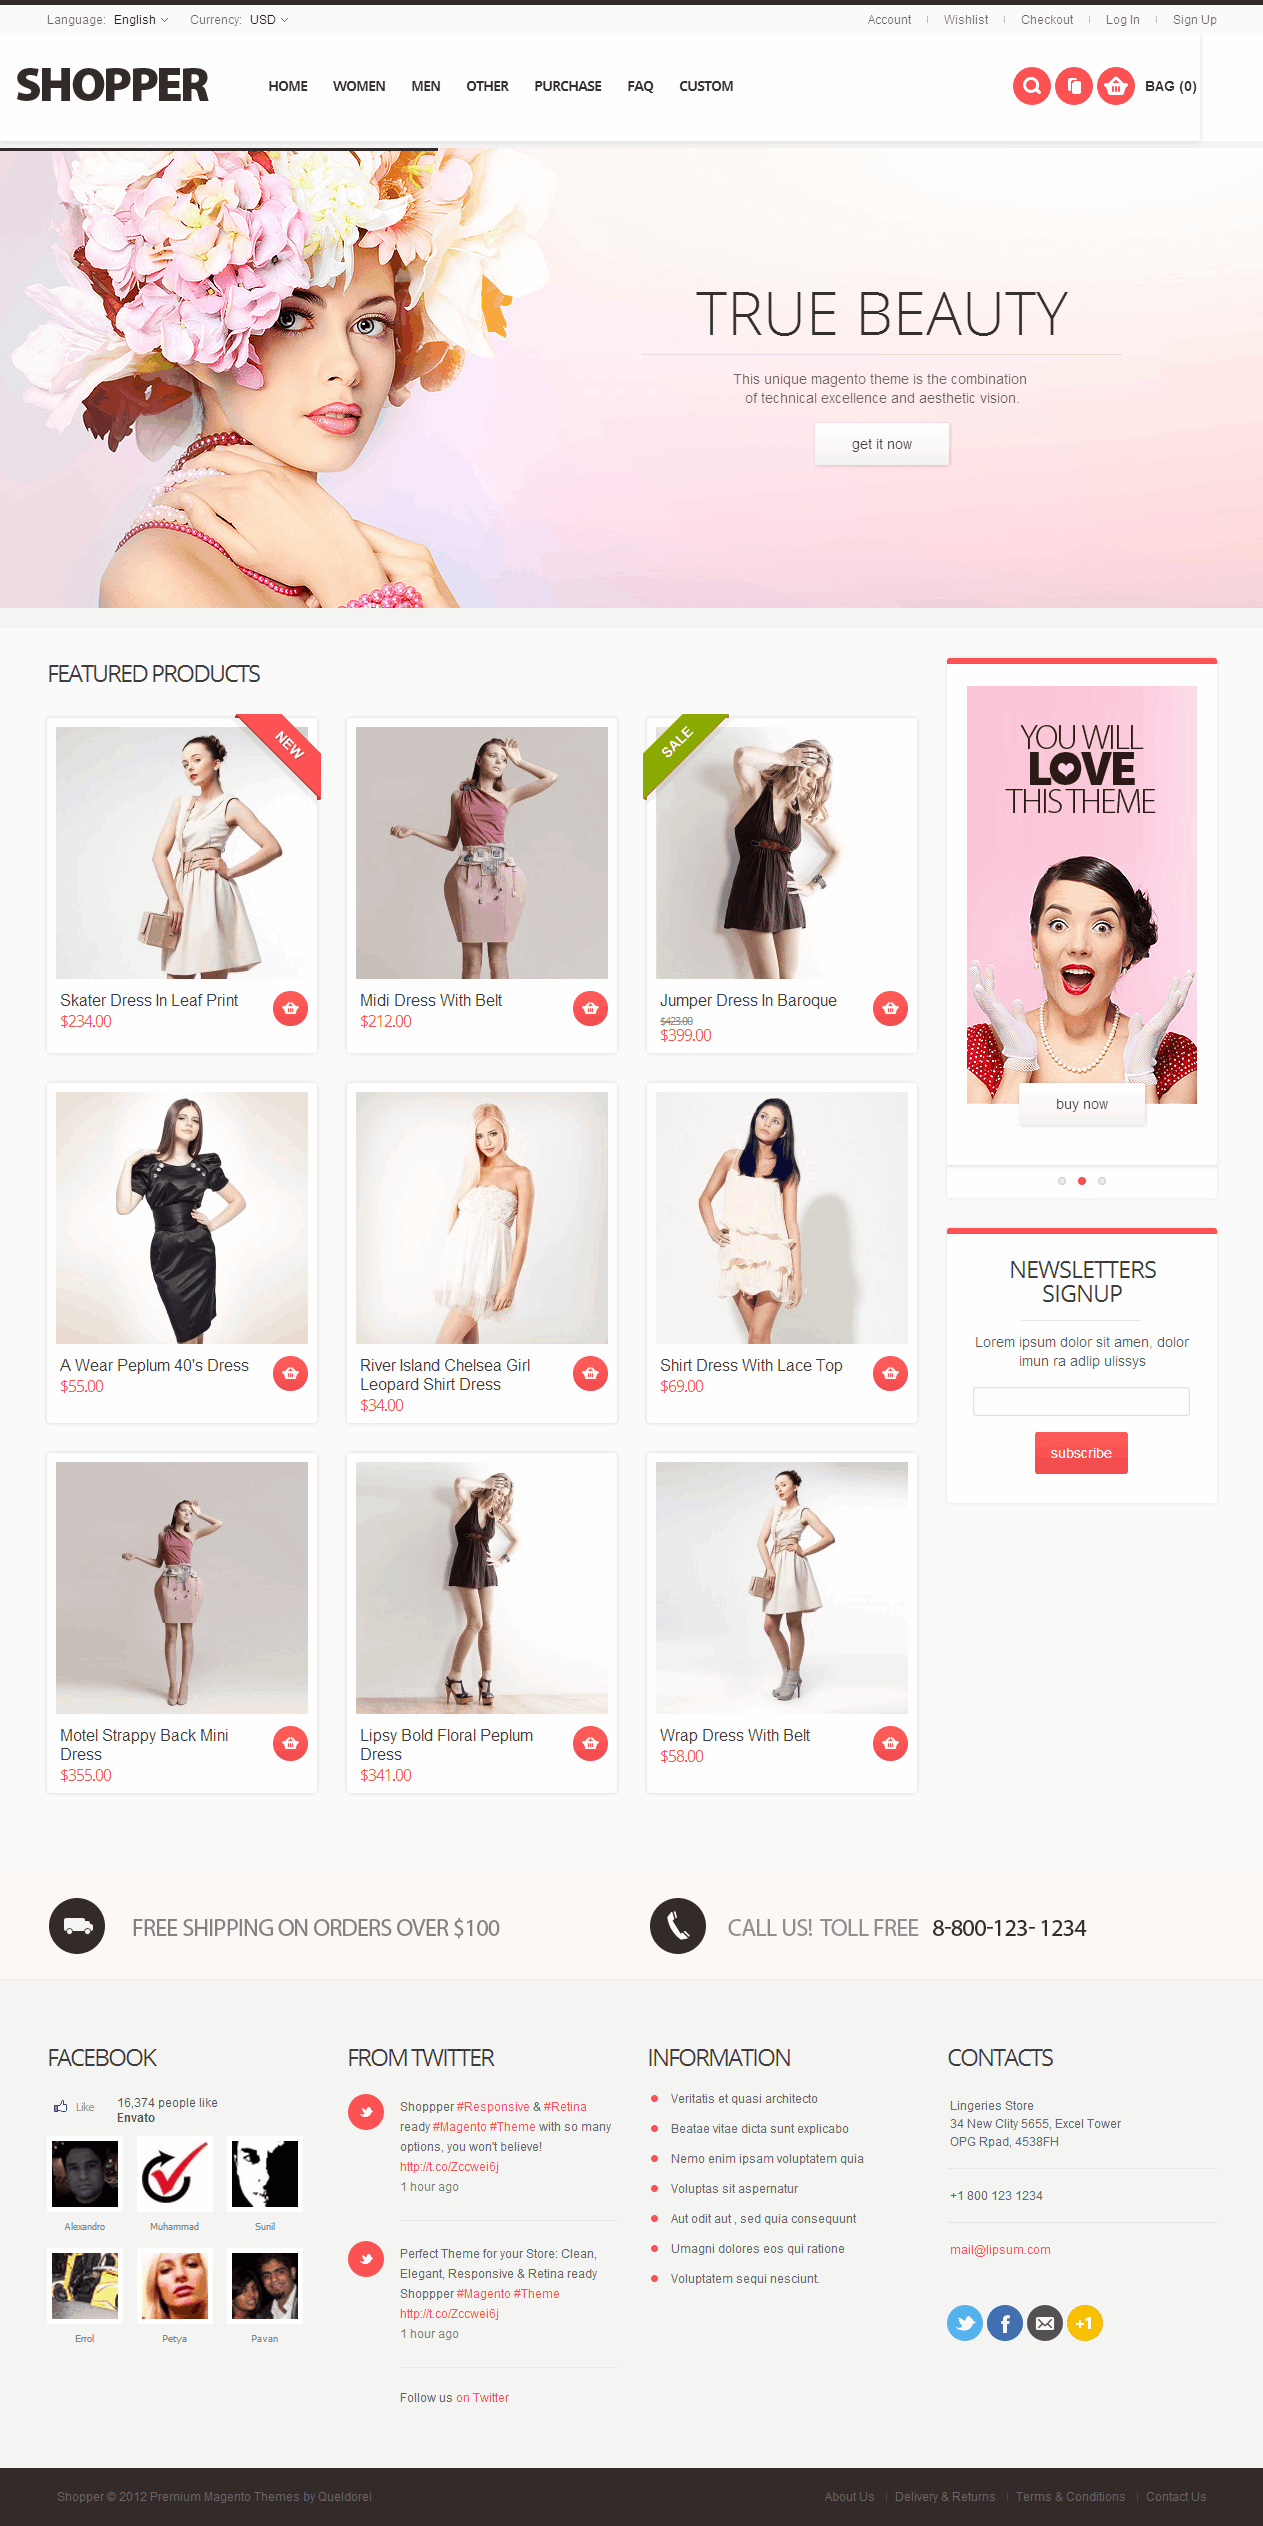 Language: English Currency: USD Account Wishlist Checkout Log In Sign Up
SHOPPER HOME WOMEN MEN OTHER PURCHASE FAQ CUSTOM BAG (0)
TRUE BEAUTY
This unique magento theme is the combination
of technical excellence and aesthetic vision.
get it now
FEATURED PRODUCTS
NEW
SALE
Skater Dress In Leaf Print
$234.00
Midi Dress With Belt
$212.00
Jumper Dress In Baroque
$423.00
$399.00
A Wear Peplum 40's Dress
$55.00
River Island Chelsea Girl
Leopard Shirt Dress
$34.00
Shirt Dress With Lace Top
$69.00
Motel Strappy Back Mini
Dress
$355.00
Lipsy Bold Floral Peplum
Dress
$341.00
Wrap Dress With Belt
$58.00
YOU WILL
LOVE
THIS THEME
buy now
NEWSLETTERS
SIGNUP
Lorem ipsum dolor sit amen, dolor
imun ra adlip ulissys
subscribe
FREE SHIPPING ON ORDERS OVER $100
CALL US! TOLL FREE 8-800-123- 1234
FACEBOOK
Like
16,374 people like
Envato
Alexandro Muhammad Sunil
Errol Petya Pavan
FROM TWITTER
Shoppper #Responsive & #Retina
ready #Magento #Theme with so many
options, you won't believe!
http://t.co/Zccwei6j
1 hour ago
Perfect Theme for your Store: Clean,
Elegant, Responsive & Retina ready
Shoppper #Magento #Theme
http://t.co/Zccwei6j
1 hour ago
Follow us on Twitter
INFORMATION
Veritatis et quasi architecto
Beatae vitae dicta sunt explicabo
Nemo enim ipsam voluptatem quia
Voluptas sit aspernatur
Aut odit aut , sed quia consequunt
Umagni dolores eos qui ratione
Voluptatem sequi nesciunt.
CONTACTS
Lingeries Store
34 New Clity 5655, Excel Tower
OPG Rpad, 4538FH
+1 800 123 1234
mail@lipsum.com
f
+1
Shopper © 2012 Premium Magento Themes by Queldorei
About Us Delivery & Returns Terms & Conditions Contact Us